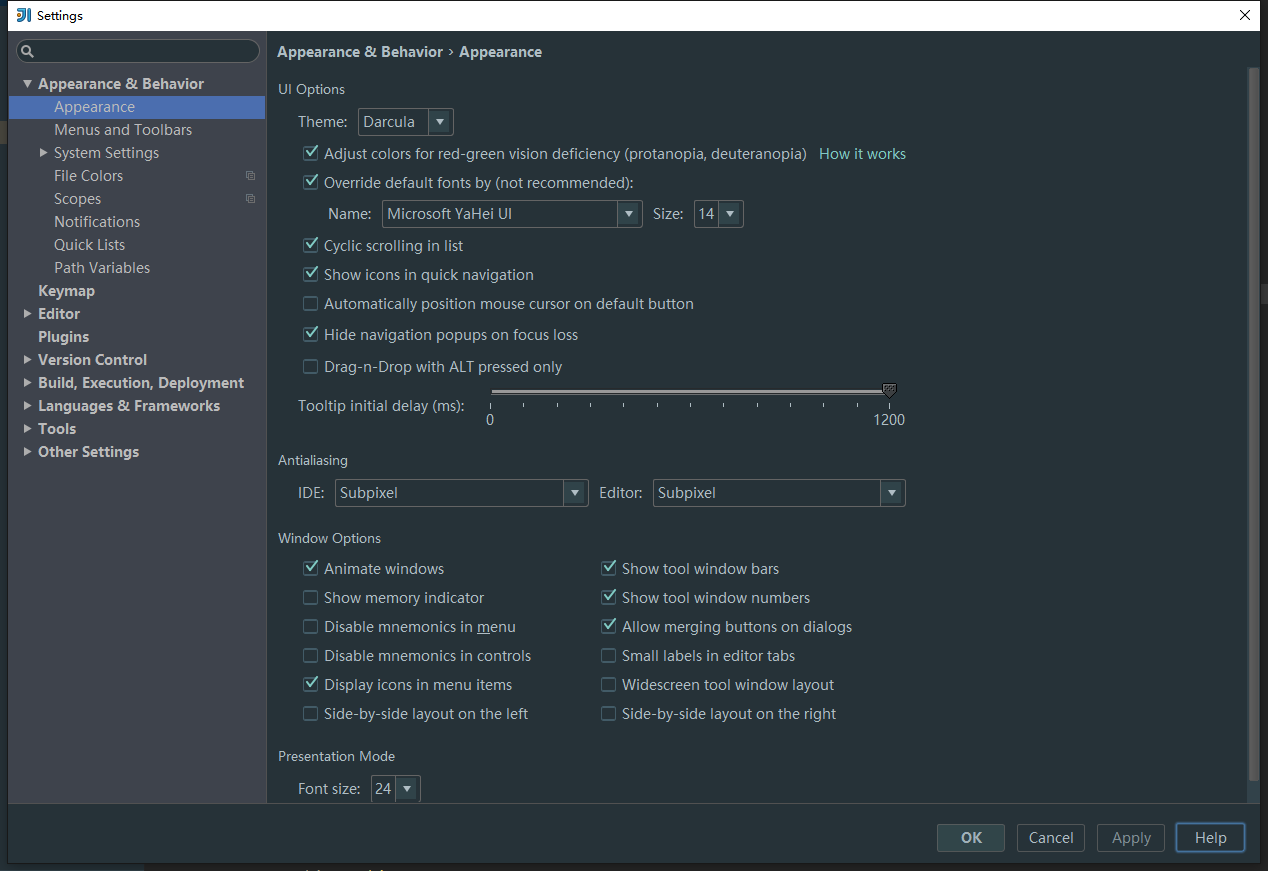 Settings
Appearance & Behavior
Appearance
Menus and Toolbars
System Settings
File Colors
Scopes
Notifications
Quick Lists
Path Variables
Keymap
Editor
Plugins
Version Control
Build, Execution, Deployment
Languages & Frameworks
Tools
Other Settings
Appearance & Behavior › Appearance
UI Options
Theme: Darcula
Adjust colors for red-green vision deficiency (protanopia, deuteranopia) How it works
Override default fonts by (not recommended):
Name: Microsoft YaHei UI Size: 14
Cyclic scrolling in list
Show icons in quick navigation
Automatically position mouse cursor on default button
Hide navigation popups on focus loss
Drag-n-Drop with ALT pressed only
Tooltip initial delay (ms):
0 1200
Antialiasing
IDE: Subpixel Editor: Subpixel
Window Options
Animate windows Show tool window bars
Show memory indicator Show tool window numbers
Disable mnemonics in menu Allow merging buttons on dialogs
Disable mnemonics in controls Small labels in editor tabs
Display icons in menu items Widescreen tool window layout
Side-by-side layout on the left Side-by-side layout on the right
Presentation Mode
Font size: 24
OK Cancel Apply Help